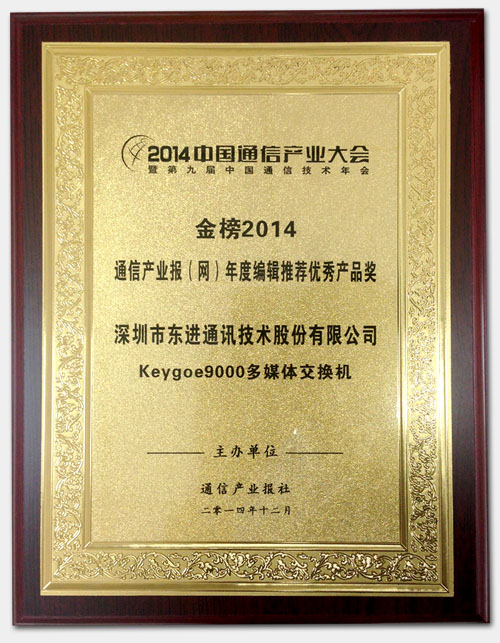 2014中国通信产业大会
暨第九届中国通信技术年会
金榜2014
通信产业报（网）年度编辑推荐优秀产品奖
深圳市东进通讯技术股份有限公司
Keygoe9000多媒体交换机
主办单位
通信产业报社
二零一四年十二月